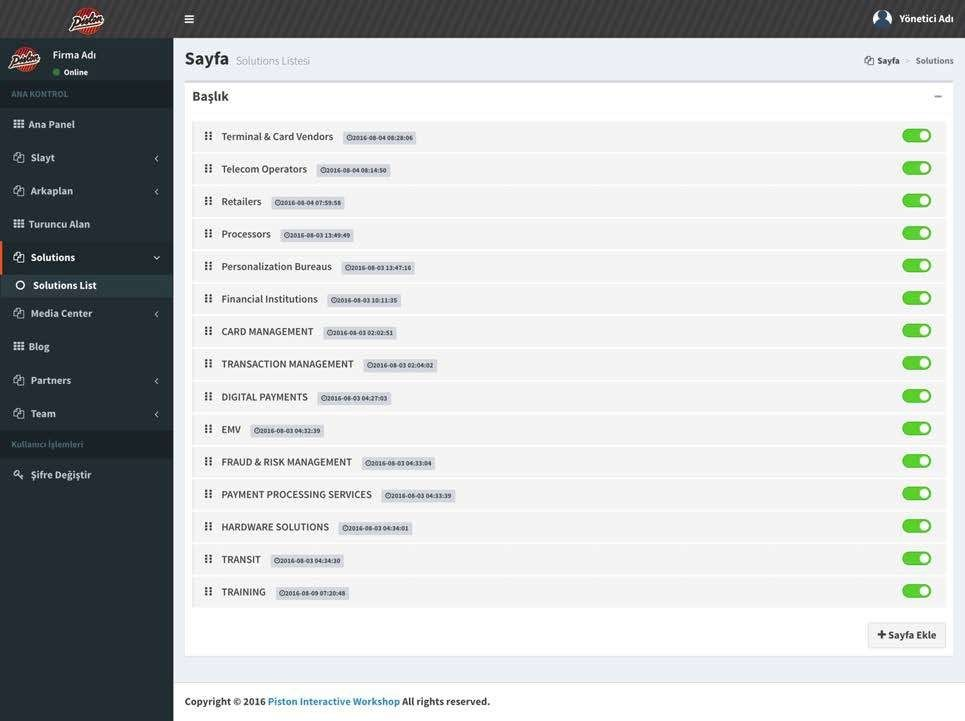 Piston
Yönetici Adı
Piston
Firma Adı
Online
ANA KONTROL
Ana Panel
Slayt
Arkaplan
Turuncu Alan
Solutions
Solutions List
Media Center
Blog
Partners
Team
Kullanıcı İşlemleri
Şifre Değiştir
Sayfa Solutions Listesi
Sayfa > Solutions
Başlık
Terminal & Card Vendors 2016-08-04 08:28:06
Telecom Operators 2016-08-04 08:14:50
Retailers 2016-08-04 07:59:58
Processors 2016-08-03 13:49:49
Personalization Bureaus 2016-08-03 13:47:16
Financial Institutions 2016-08-03 10:11:35
CARD MANAGEMENT 2016-08-03 02:02:51
TRANSACTION MANAGEMENT 2016-08-03 02:04:02
DIGITAL PAYMENTS 2016-08-03 04:27:03
EMV 2016-08-03 04:32:39
FRAUD & RISK MANAGEMENT 2016-08-03 04:33:04
PAYMENT PROCESSING SERVICES 2016-08-03 04:33:39
HARDWARE SOLUTIONS 2016-08-03 04:34:01
TRANSIT 2016-08-03 04:34:30
TRAINING 2016-08-09 07:20:48
Sayfa Ekle
Copyright © 2016 Piston Interactive Workshop All rights reserved.